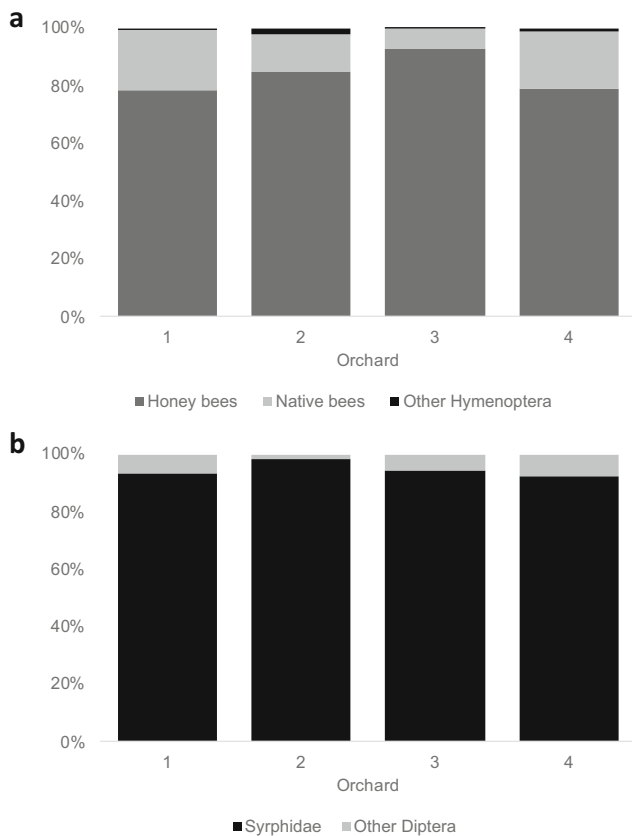 a
100%
80%
60%
40%
20%
0%
1 2 3 4
Orchard
Honey bees Native bees Other Hymenoptera
b
100%
80%
60%
40%
20%
0%
1 2 3 4
Orchard
Syrphidae Other Diptera